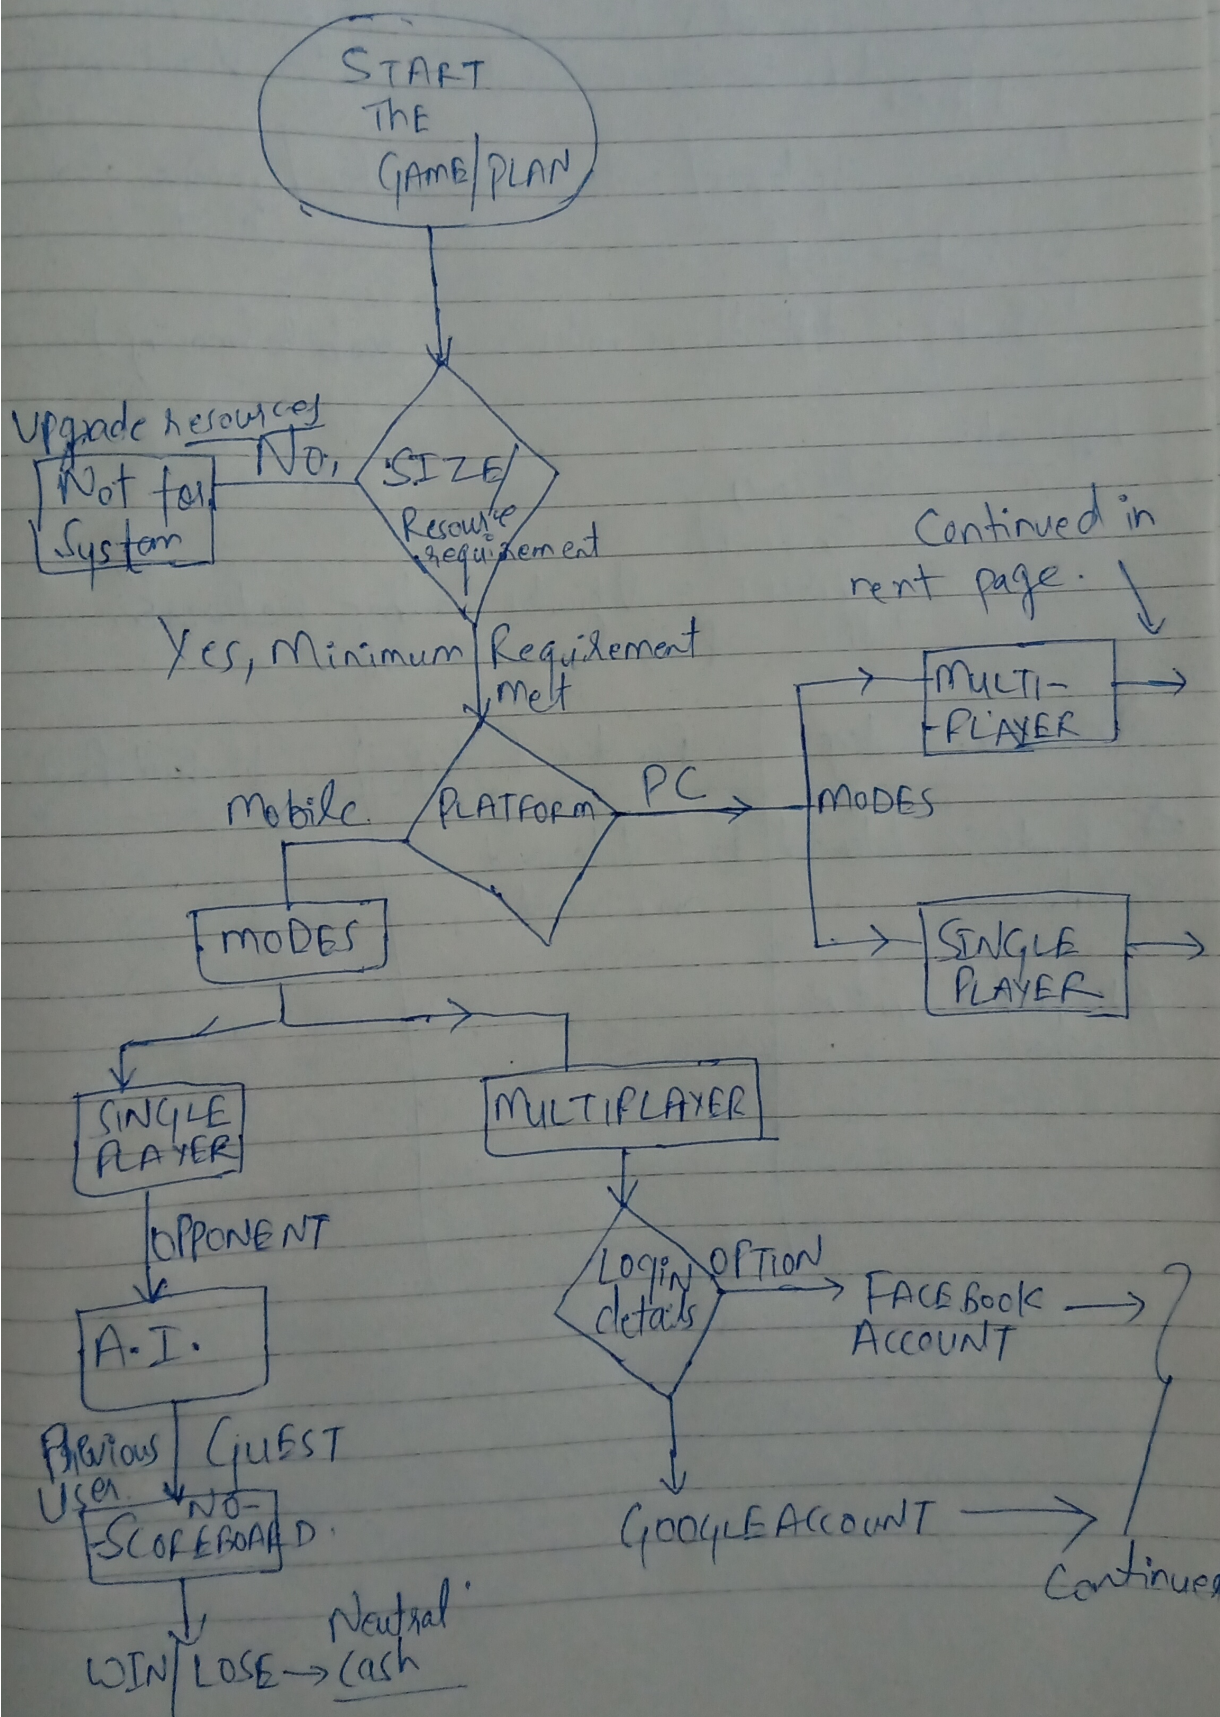 START
ThE
GAME/PLAN
Upgrade resources
No,
Not for
System
SIZE/
Resource
requirement
Continued in
next page.
Yes, Minimum Requirement
met
MULTI-
PLAYER
Mobile.
PLATFORM
PC
MODES
MODES
SINGLE
PLAYER
SINGLE
PLAYER
MULTIPLAYER
OPPONENT
LOGiN
details
OPTION
FACEBOOK
ACCOUNT
A.I.
Previous
User.
GUEST
NO-
SCOREBOARD.
GOOGLE ACCOUNT
Continued
WIN/LOSE → Neutral
Cash